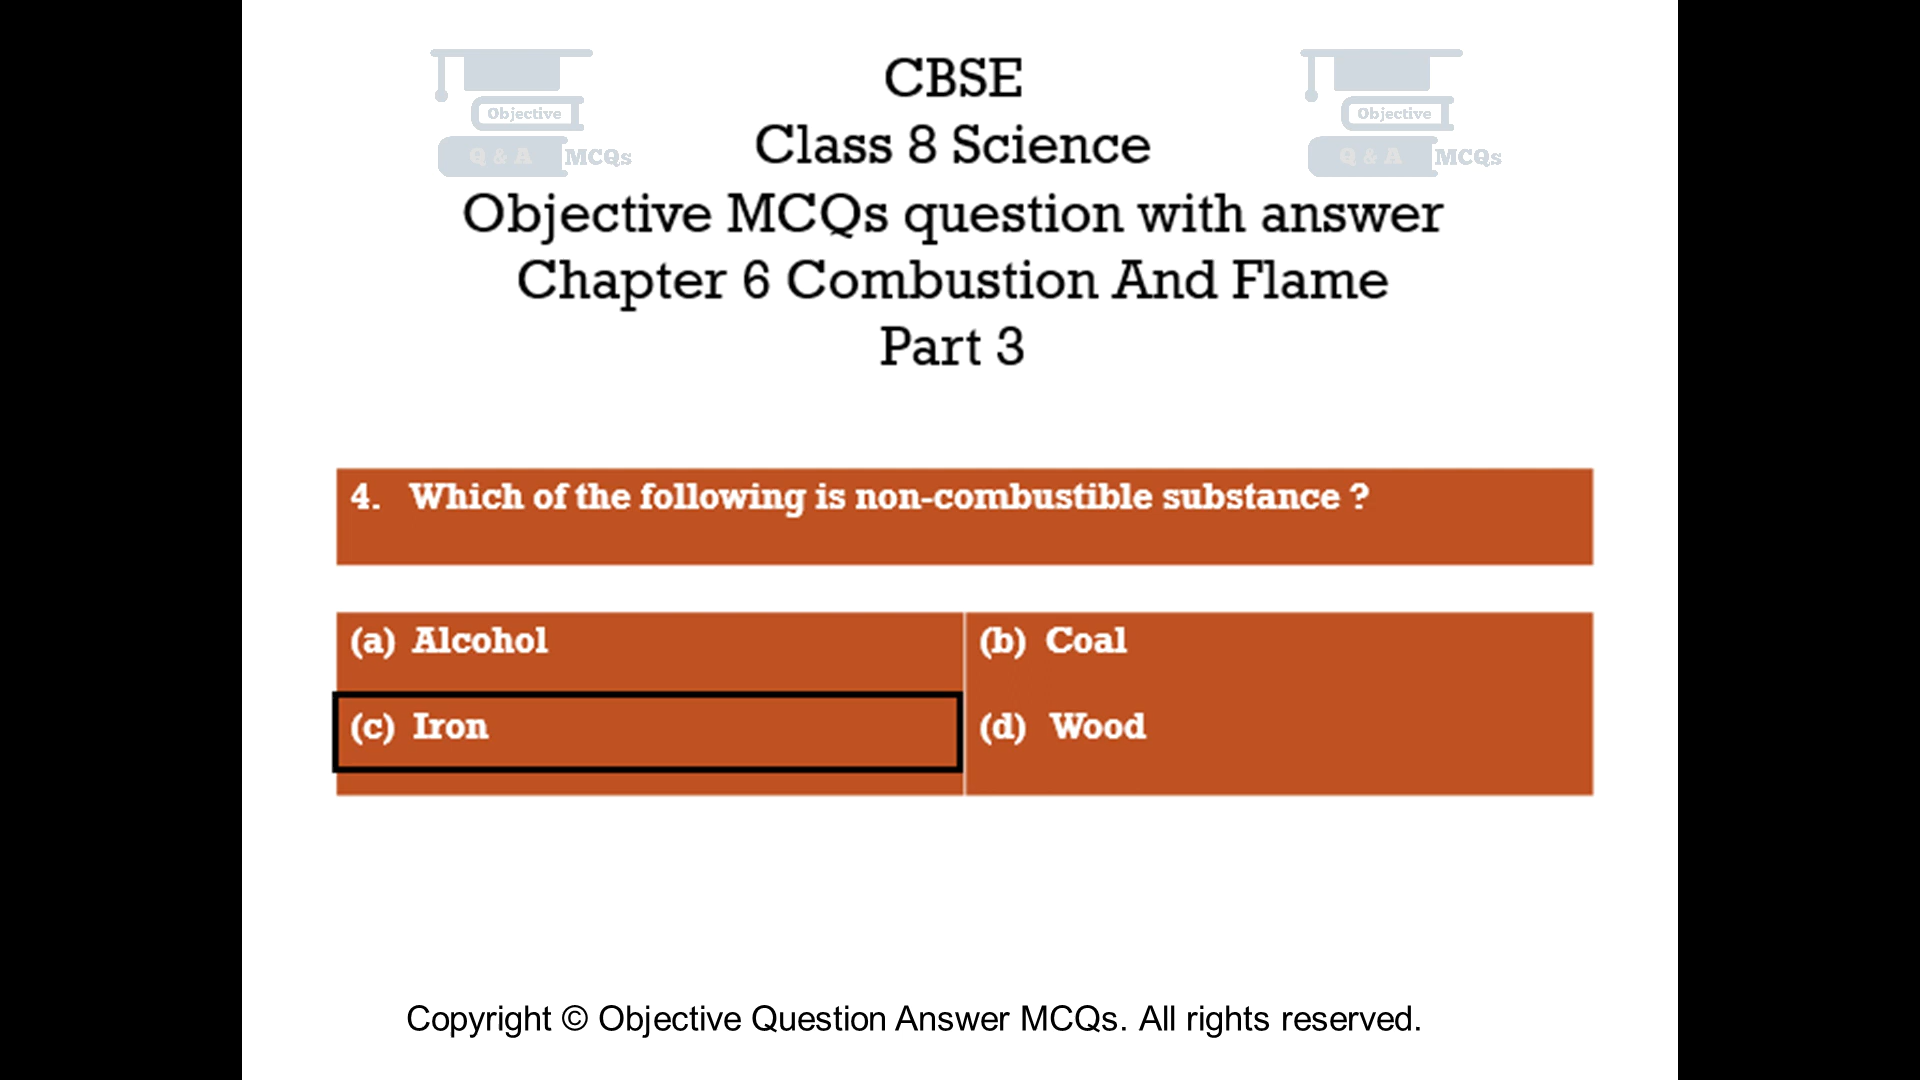 Objective
Q & A MCQs
Objective
Q & A MCQs
CBSE
Class 8 Science
Objective MCQs question with answer
Chapter 6 Combustion And Flame
Part 3
4. Which of the following is non-combustible substance ?
(a) Alcohol
(b) Coal
(c) Iron
(d) Wood
Copyright © Objective Question Answer MCQs. All rights reserved.